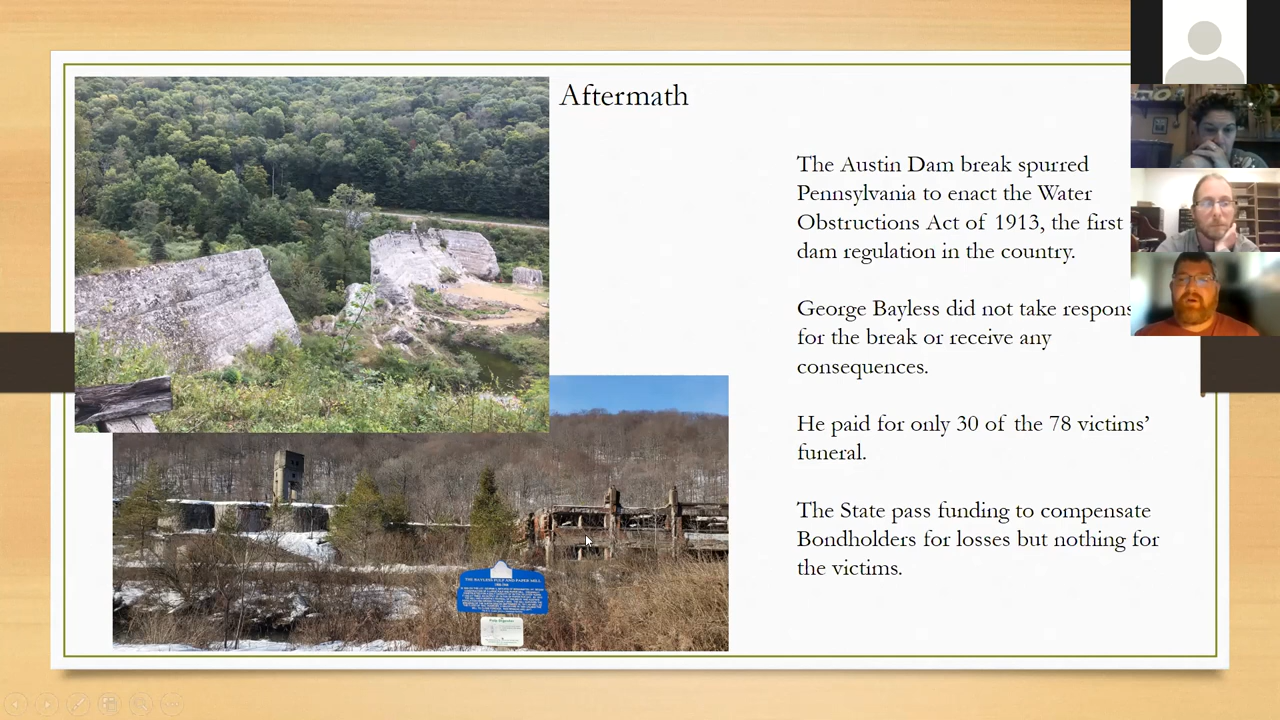 Aftermath
The Austin Dam break spurred
Pennsylvania to enact the Water
Obstructions Act of 1913, the first
dam regulation in the country.
George Bayless did not take respons
for the break or receive any
consequences.
He paid for only 30 of the 78 victims’
funeral.
The State pass funding to compensate
Bondholders for losses but nothing for
the victims.
THE BAYLESS PULP AND PAPER MILL